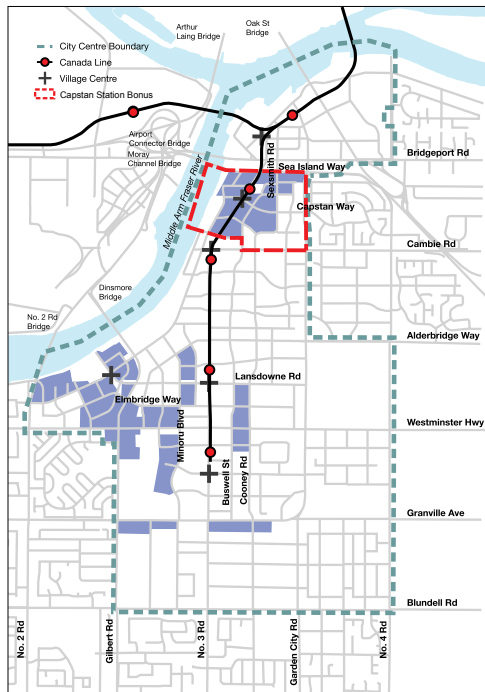 Arthur
Laing Bridge
Oak St
Bridge
City Centre Boundary
Canada Line
Village Centre
Capstan Station Bonus
Airport
Connector Bridge
Moray
Channel Bridge
Sexsmith Rd
Bridgeport Rd
Sea Island Way
Middle Arm Fraser River
Capstan Way
Cambie Rd
Dinsmore
Bridge
No. 2 Rd
Bridge
Alderbridge Way
Lansdowne Rd
Elmbridge Way
Minoru Blvd
Westminster Hwy
Buswell St
Cooney Rd
Granville Ave
Blundell Rd
No. 2 Rd
Gilbert Rd
No. 3 Rd
Garden City Rd
No. 4 Rd